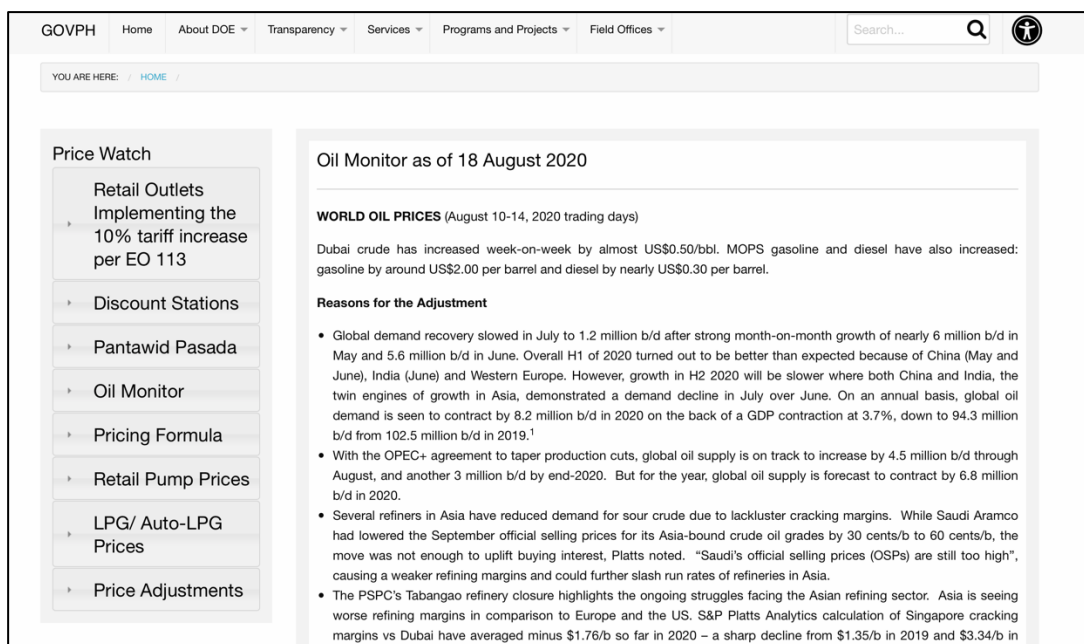 GOVPH Home About DOE Transparency Services Programs and Projects Field Offices Search...
YOU ARE HERE: / HOME /
Price Watch
Retail Outlets
Implementing the
10% tariff increase
per EO 113
Discount Stations
Pantawid Pasada
Oil Monitor
Pricing Formula
Retail Pump Prices
LPG/ Auto-LPG
Prices
Price Adjustments
Oil Monitor as of 18 August 2020
WORLD OIL PRICES (August 10-14, 2020 trading days)
Dubai crude has increased week-on-week by almost US$0.50/bbl. MOPS gasoline and diesel have also increased:
gasoline by around US$2.00 per barrel and diesel by nearly US$0.30 per barrel.
Reasons for the Adjustment
• Global demand recovery slowed in July to 1.2 million b/d after strong month-on-month growth of nearly 6 million b/d in
May and 5.6 million b/d in June. Overall H1 of 2020 turned out to be better than expected because of China (May and
June), India (June) and Western Europe. However, growth in H2 2020 will be slower where both China and India, the
twin engines of growth in Asia, demonstrated a demand decline in July over June. On an annual basis, global oil
demand is seen to contract by 8.2 million b/d in 2020 on the back of a GDP contraction at 3.7%, down to 94.3 million
b/d from 102.5 million b/d in 2019.¹
• With the OPEC+ agreement to taper production cuts, global oil supply is on track to increase by 4.5 million b/d through
August, and another 3 million b/d by end-2020. But for the year, global oil supply is forecast to contract by 6.8 million
b/d in 2020.
• Several refiners in Asia have reduced demand for sour crude due to lackluster cracking margins. While Saudi Aramco
had lowered the September official selling prices for its Asia-bound crude oil grades by 30 cents/b to 60 cents/b, the
move was not enough to uplift buying interest, Platts noted. “Saudi’s official selling prices (OSPs) are still too high”,
causing a weaker refining margins and could further slash run rates of refineries in Asia.
• The PSPC’s Tabangao refinery closure highlights the ongoing struggles facing the Asian refining sector. Asia is seeing
worse refining margins in comparison to Europe and the US. S&P Platts Analytics calculation of Singapore cracking
margins vs Dubai have averaged minus $1.76/b so far in 2020 – a sharp decline from $1.35/b in 2019 and $3.34/b in